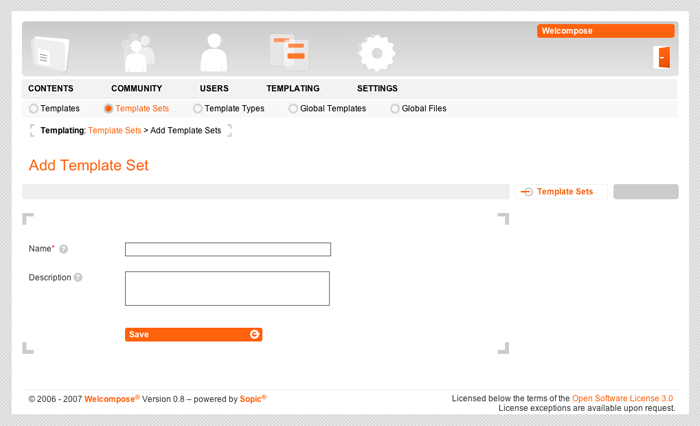 Welcompose
CONTENTS COMMUNITY USERS TEMPLATING SETTINGS
Templates Template Sets Template Types Global Templates Global Files
Templating: Template Sets > Add Template Sets
Add Template Set
Template Sets
Name* ?
Description ?
Save
© 2006 - 2007 Welcompose® Version 0.8 – powered by Sopic®
Licensed below the terms of the Open Software License 3.0
License exceptions are available upon request.